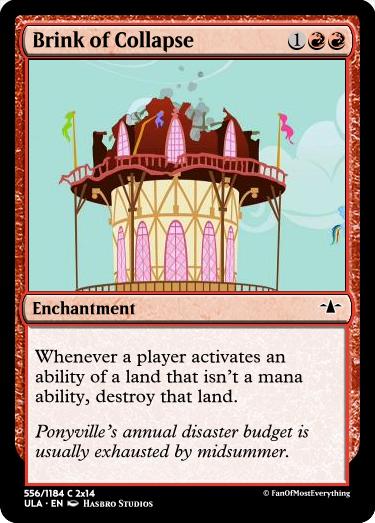 Brink of Collapse 1
Enchantment
Whenever a player activates an
ability of a land that isn't a mana
ability, destroy that land.
Ponyville's annual disaster budget is
usually exhausted by midsummer.
556/1184 C 2x14
ULA · EN Hasbro Studios
© FanOfMostEverything